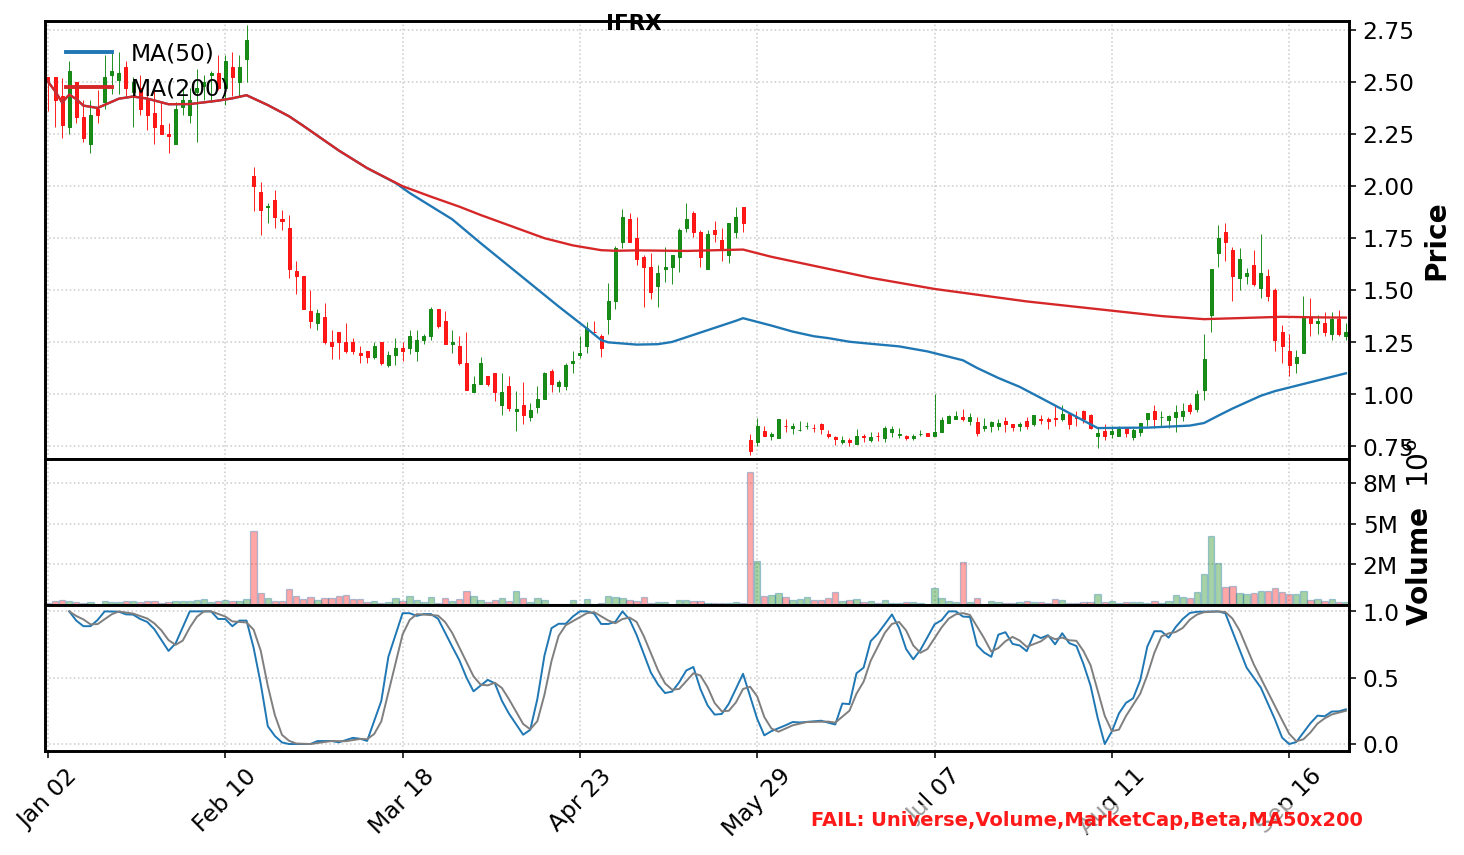 IFRX
MA(50)
MA(200)
2.75
2.50
2.25
2.00
1.75
1.50
1.25
1.00
0.75
Price
10⁶
8M
5M
2M
Volume
1.0
0.5
0.0
Jan 02
Feb 10
Mar 18
Apr 23
May 29
Jul 07
Aug 11
Sep 16
FAIL: Universe,Volume,MarketCap,Beta,MA50x200